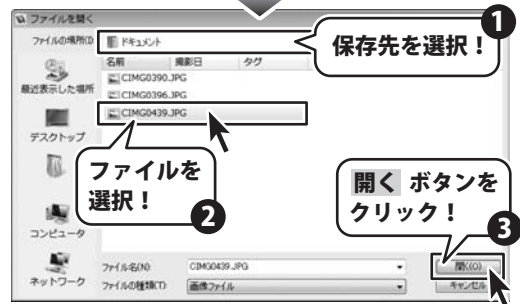 ファイルを開く
1
ファイルの場所(I)
ドキュメント
保存先を選択！
名前 撮影日 タグ
CIMG0390.JPG
CIMG0396.JPG
CIMG0439.JPG
最近表示した場所
デスクトップ
ファイルを
選択！
2
開く ボタンを
クリック！
3
コンピュータ
ネットワーク
ファイル名(N) CIMG0439.JPG 開く(O)
ファイルの種類(T) 画像ファイル キャンセル